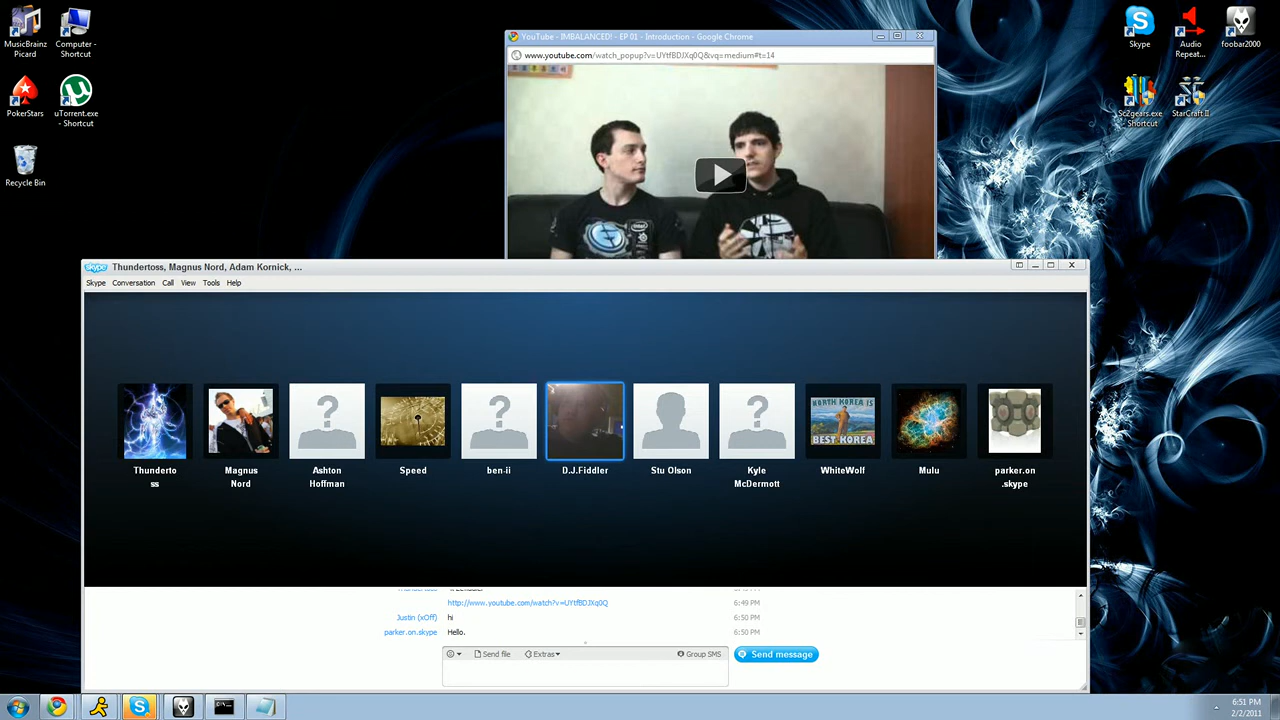 MusicBrainz
Picard
Computer -
Shortcut
Skype
Audio
Repeat...
foobar2000
PokerStars
uTorrent.exe
- Shortcut
Sc2gears.exe
Shortcut
StarCraft II
Recycle Bin
YouTube - IMBALANCED! - EP 01 - Introduction - Google Chrome
www.youtube.com/watch_popup?v=UYtfBDJXq0Q&vq=medium#t=14
intel
skype
Thundertoss, Magnus Nord, Adam Kornick, ...
Skype Conversation Call View Tools Help
NORTH KOREA IS
BEST KOREA
Thunderto
ss
Magnus
Nord
Ashton
Hoffman
Speed
ben-ii
D.J.Fiddler
Stu Olson
Kyle
McDermott
WhiteWolf
Mulu
parker.on
.skype
http://www.youtube.com/watch?v=UYtfBDJXq0Q 6:49 PM
Justin (xOff) hi 6:50 PM
parker.on.skype Hello. 6:50 PM
Send file Extras Group SMS
Send message
6:51 PM
2/2/2011